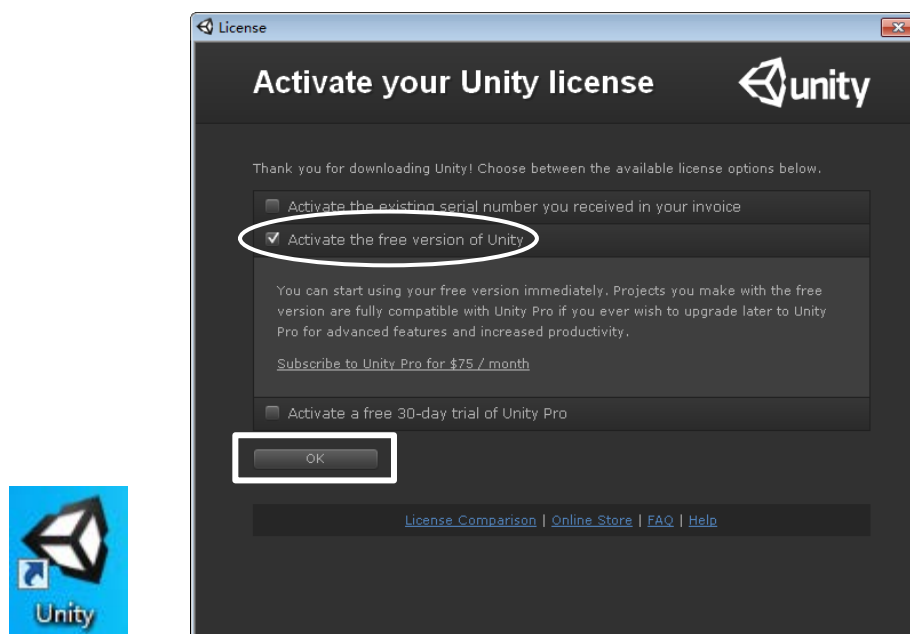 License
Activate your Unity license
unity
Thank you for downloading Unity! Choose between the available license options below.
Activate the existing serial number you received in your invoice
Activate the free version of Unity
You can start using your free version immediately. Projects you make with the free
version are fully compatible with Unity Pro if you ever wish to upgrade later to Unity
Pro for advanced features and increased productivity.
Subscribe to Unity Pro for $75 / month
Activate a free 30-day trial of Unity Pro
OK
License Comparison | Online Store | FAQ | Help
Unity